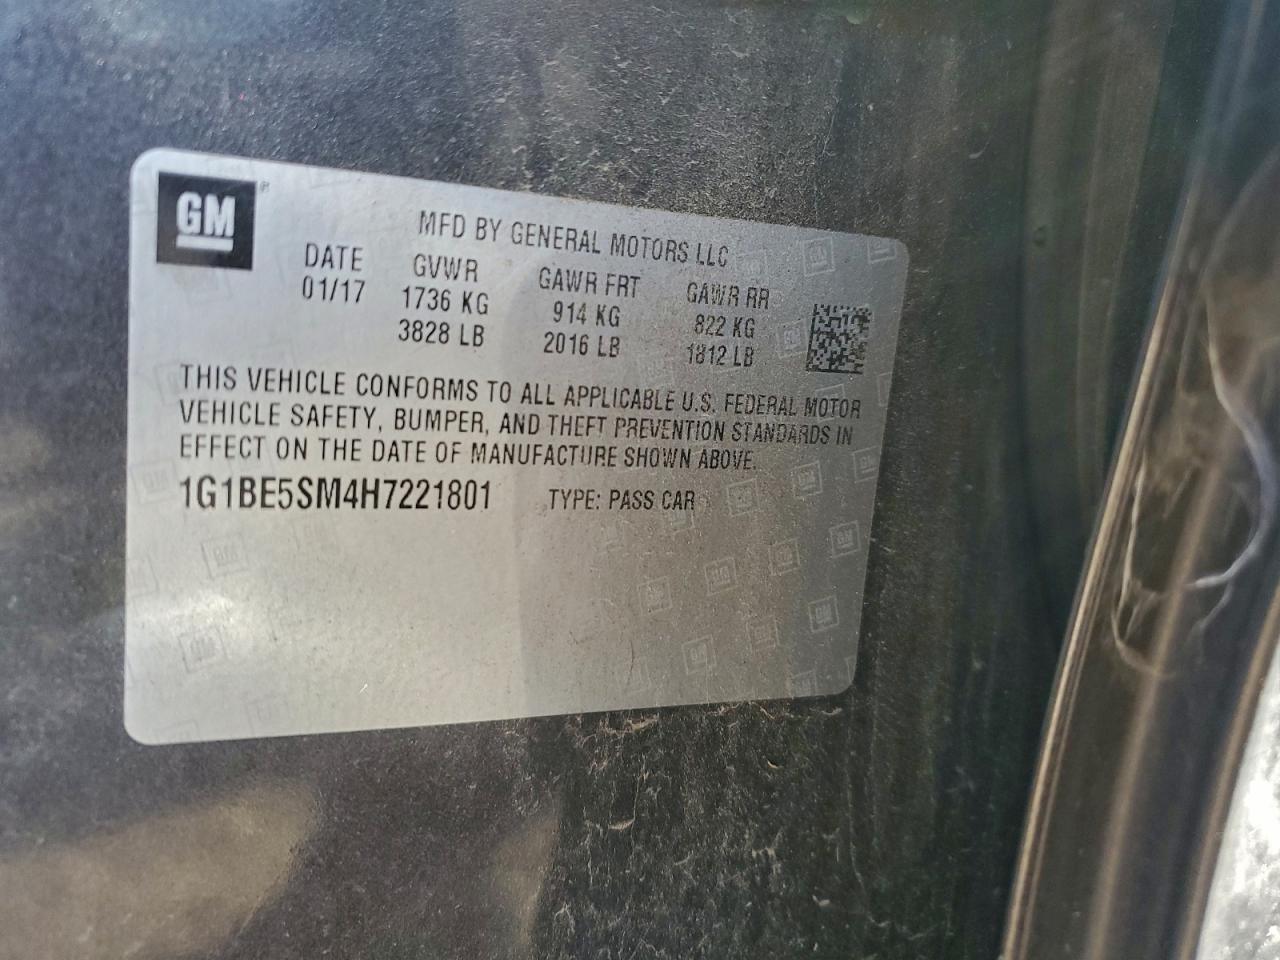 GM®
MFD BY GENERAL MOTORS LLC
DATE GVWR GAWR FRT GAWR RR
01/17 1736 KG 914 KG 822 KG
3828 LB 2016 LB 1812 LB
THIS VEHICLE CONFORMS TO ALL APPLICABLE U.S. FEDERAL MOTOR
VEHICLE SAFETY, BUMPER, AND THEFT PREVENTION STANDARDS IN
EFFECT ON THE DATE OF MANUFACTURE SHOWN ABOVE.
1G1BE5SM4H7221801 TYPE: PASS CAR